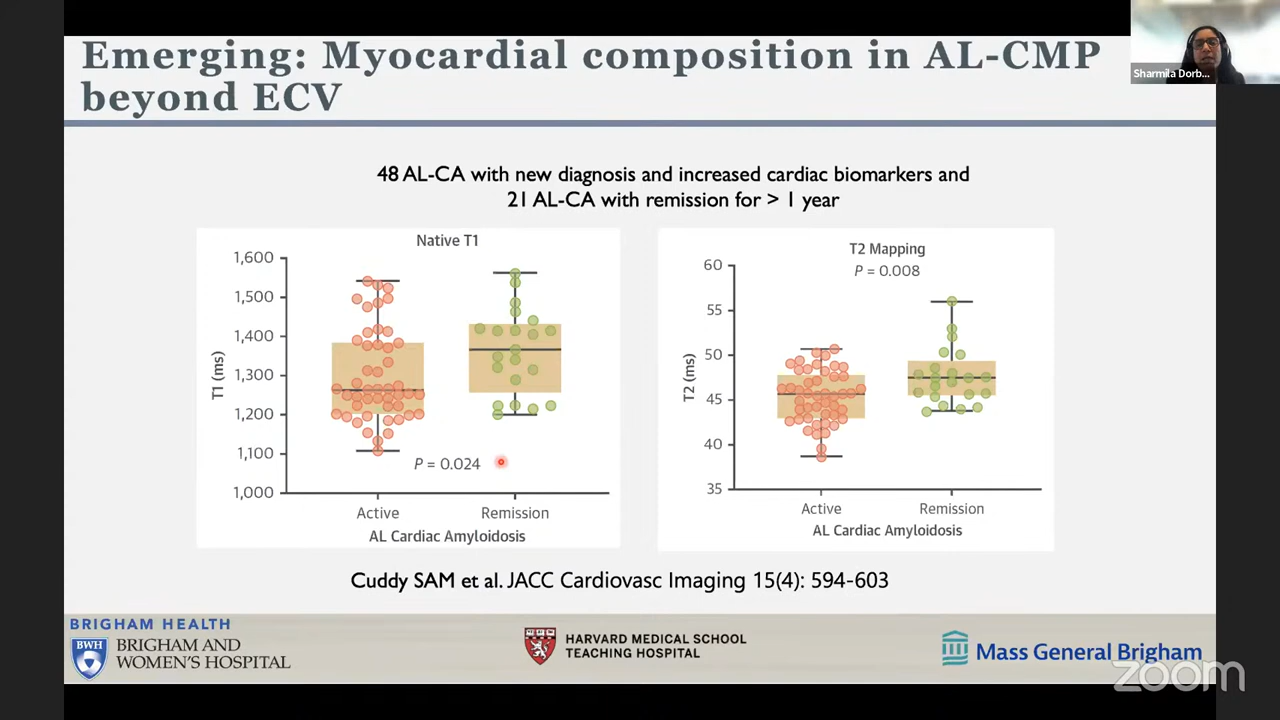 Emerging: Myocardial composition in AL-CMP
beyond ECV
Sharmila Dorb...
48 AL-CA with new diagnosis and increased cardiac biomarkers and
21 AL-CA with remission for > 1 year
Native T1
1,600
1,500
1,400
1,300
1,200
1,100
1,000
T1 (ms)
P = 0.024
Active
Remission
AL Cardiac Amyloidosis
T2 Mapping
P = 0.008
60
55
50
45
40
35
T2 (ms)
Active
Remission
AL Cardiac Amyloidosis
Cuddy SAM et al. JACC Cardiovasc Imaging 15(4): 594-603
BRIGHAM HEALTH
BWH
BRIGHAM AND
WOMEN'S HOSPITAL
HARVARD MEDICAL SCHOOL
TEACHING HOSPITAL
Mass General Brigham
zoom